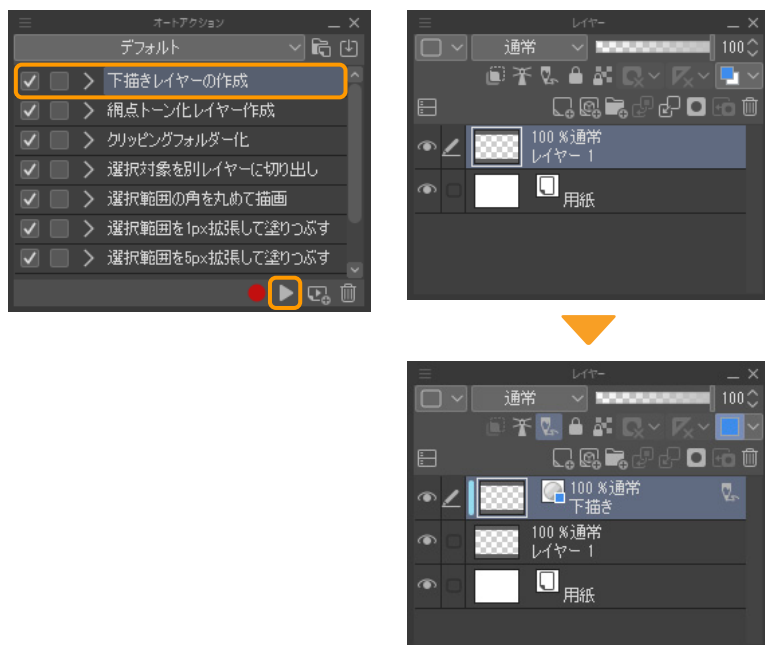 オートアクション
デフォルト
下描きレイヤーの作成
網点トーン化レイヤー作成
クリッピングフォルダー化
選択対象を別レイヤーに切り出し
選択範囲の角を丸めて描画
選択範囲を1px拡張して塗りつぶす
選択範囲を5px拡張して塗りつぶす
レイヤー
通常 100
100 %通常
レイヤー 1
用紙
レイヤー
通常 100
100 %通常
下描き
100 %通常
レイヤー 1
用紙